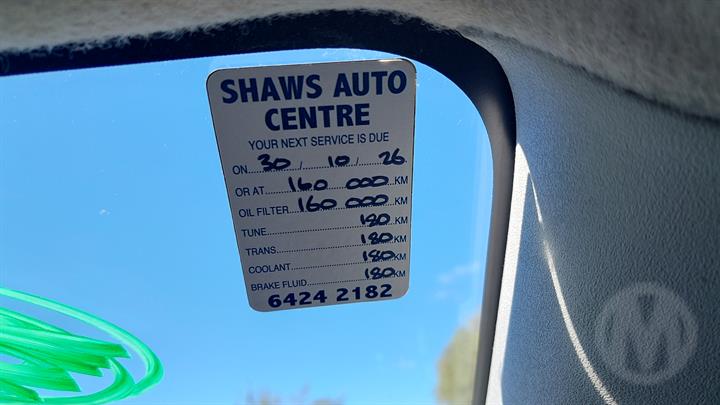 SHAWS AUTO
CENTRE
YOUR NEXT SERVICE IS DUE
ON 30 / 10 / 26
OR AT 160 000 KM
OIL FILTER 160 000 KM
TUNE 180 KM
TRANS 180 KM
COOLANT 180 KM
BRAKE FLUID 180 KM
6424 2182
M